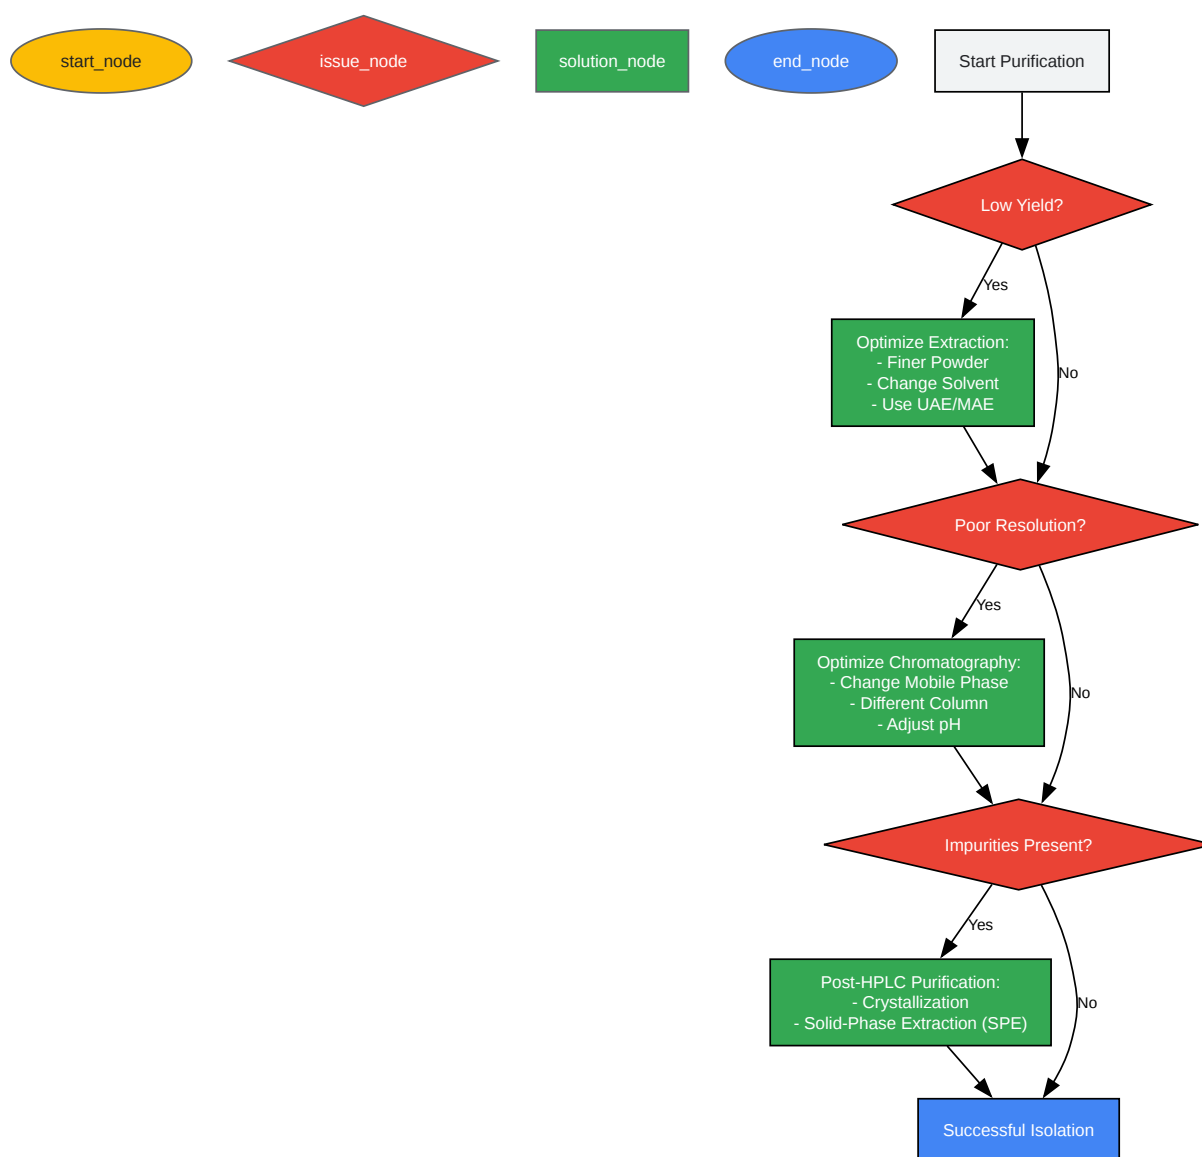 start_node
issue_node
solution_node
end_node
Start Purification
Low Yield?
Yes
Optimize Extraction:
- Finer Powder
- Change Solvent
- Use UAE/MAE
No
Poor Resolution?
Yes
Optimize Chromatography:
- Change Mobile Phase
- Different Column
- Adjust pH
No
Impurities Present?
Yes
Post-HPLC Purification:
- Crystallization
- Solid-Phase Extraction (SPE)
No
Successful Isolation